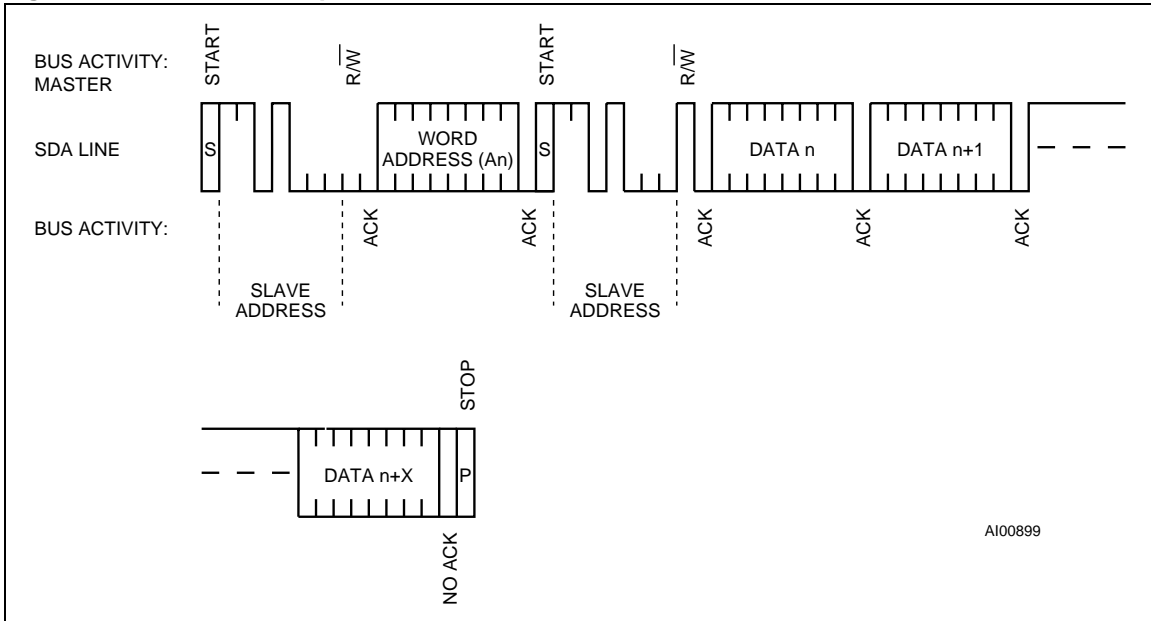 BUS ACTIVITY:
MASTER
START
R/W
START
R/W
SDA LINE
S
WORD
ADDRESS (An)
S
DATA n
DATA n+1
BUS ACTIVITY:
ACK
ACK
ACK
ACK
ACK
SLAVE
ADDRESS
SLAVE
ADDRESS
STOP
DATA n+X
P
NO ACK
AI00899